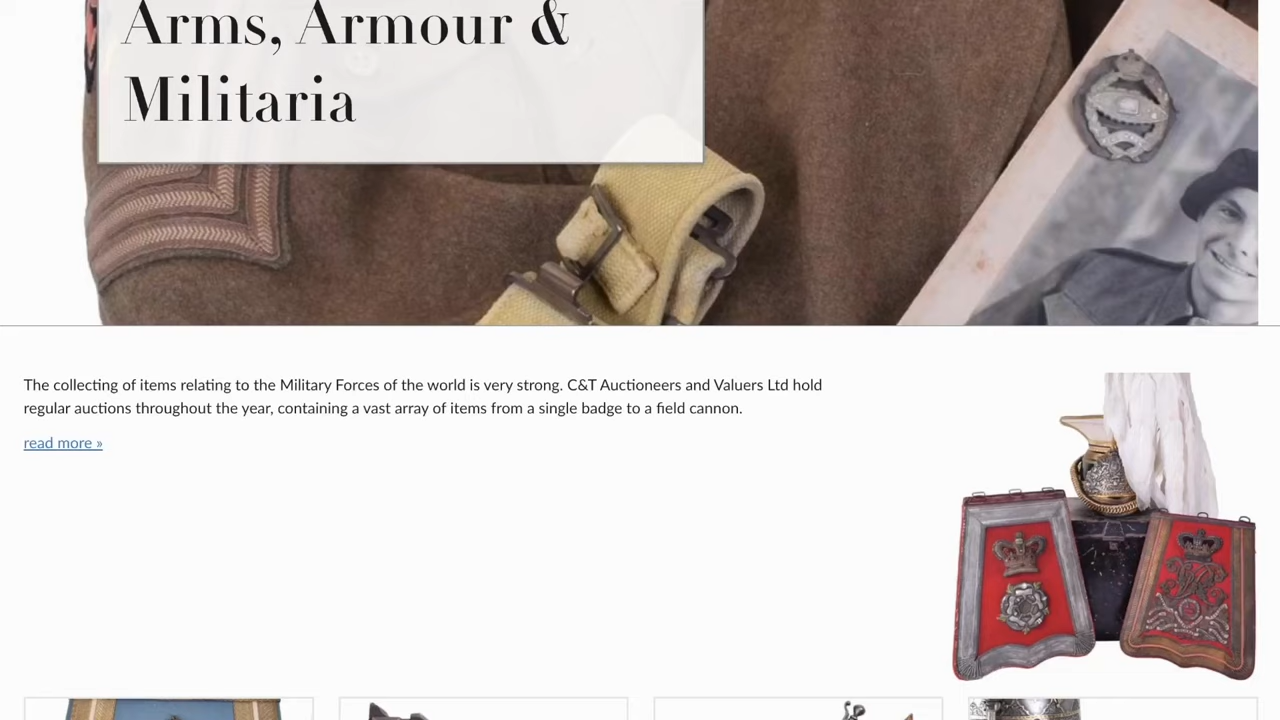 Arms, Armour &
Militaria
The collecting of items relating to the Military Forces of the world is very strong. C&T Auctioneers and Valuers Ltd hold
regular auctions throughout the year, containing a vast array of items from a single badge to a field cannon.
read more »